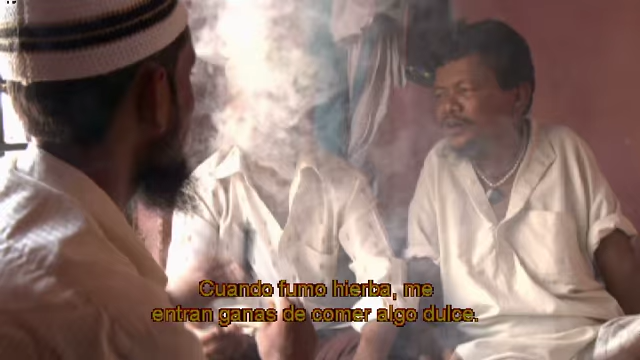 Cuando fumo hierba, me
entran ganas de comer algo dulce.